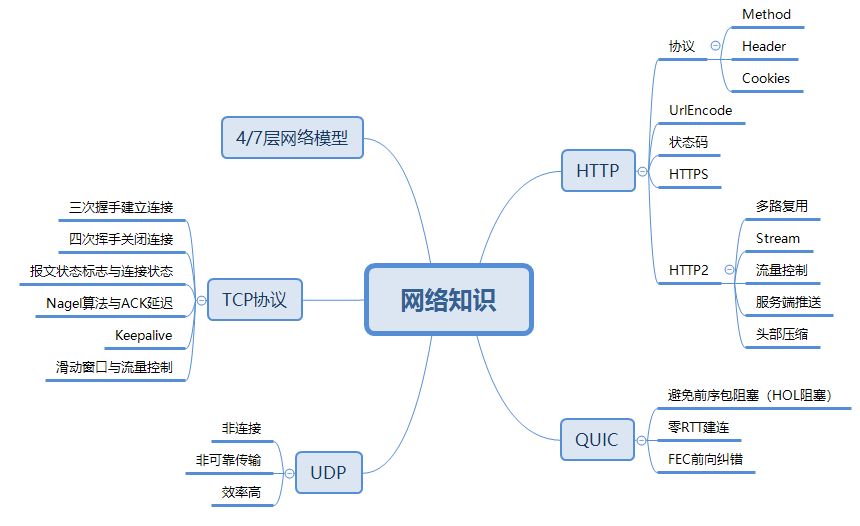 网络知识
4/7层网络模型
TCP协议
三次握手建立连接
四次挥手关闭连接
报文状态标志与连接状态
Nagel算法与ACK延迟
Keepalive
滑动窗口与流量控制
UDP
非连接
非可靠传输
效率高
HTTP
协议
Method
Header
Cookies
UrlEncode
状态码
HTTPS
HTTP2
多路复用
Stream
流量控制
服务端推送
头部压缩
QUIC
避免前序包阻塞（HOL阻塞）
零RTT建连
FEC前向纠错